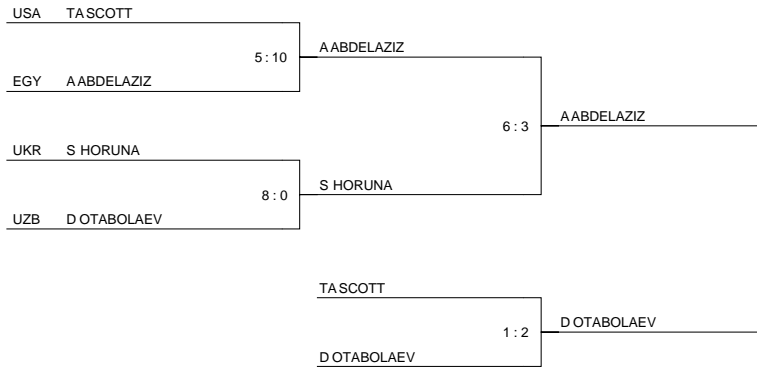 USA TA SCOTT
5 : 10 A ABDELAZIZ
EGY A ABDELAZIZ
6 : 3 A ABDELAZIZ
UKR S HORUNA
8 : 0 S HORUNA
UZB D OTABOLAEV
TA SCOTT
1 : 2 D OTABOLAEV
D OTABOLAEV